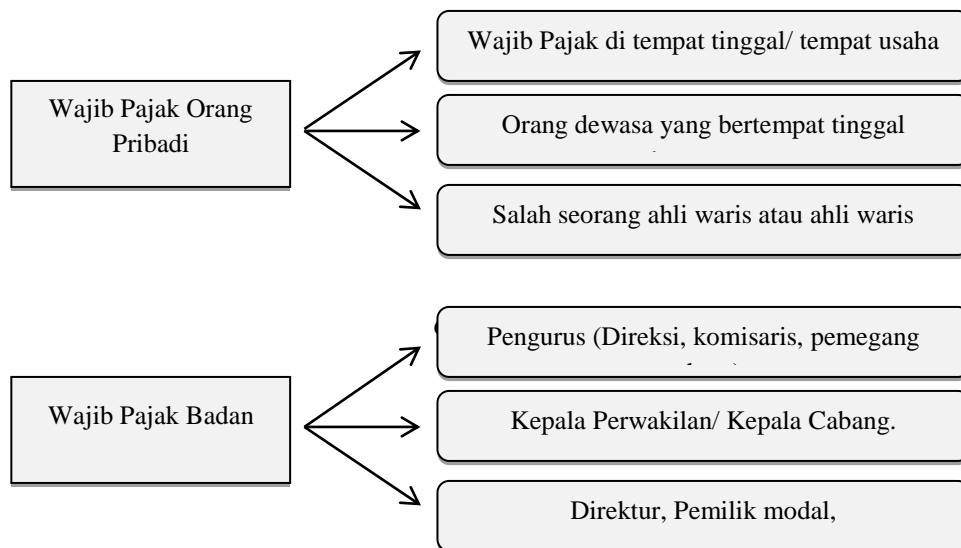 Wajib Pajak Orang
Pribadi
Wajib Pajak di tempat tinggal/ tempat usaha
Orang dewasa yang bertempat tinggal
Salah seorang ahli waris atau ahli waris
Wajib Pajak Badan
Pengurus (Direksi, komisaris, pemegang
Kepala Perwakilan/ Kepala Cabang.
Direktur, Pemilik modal,